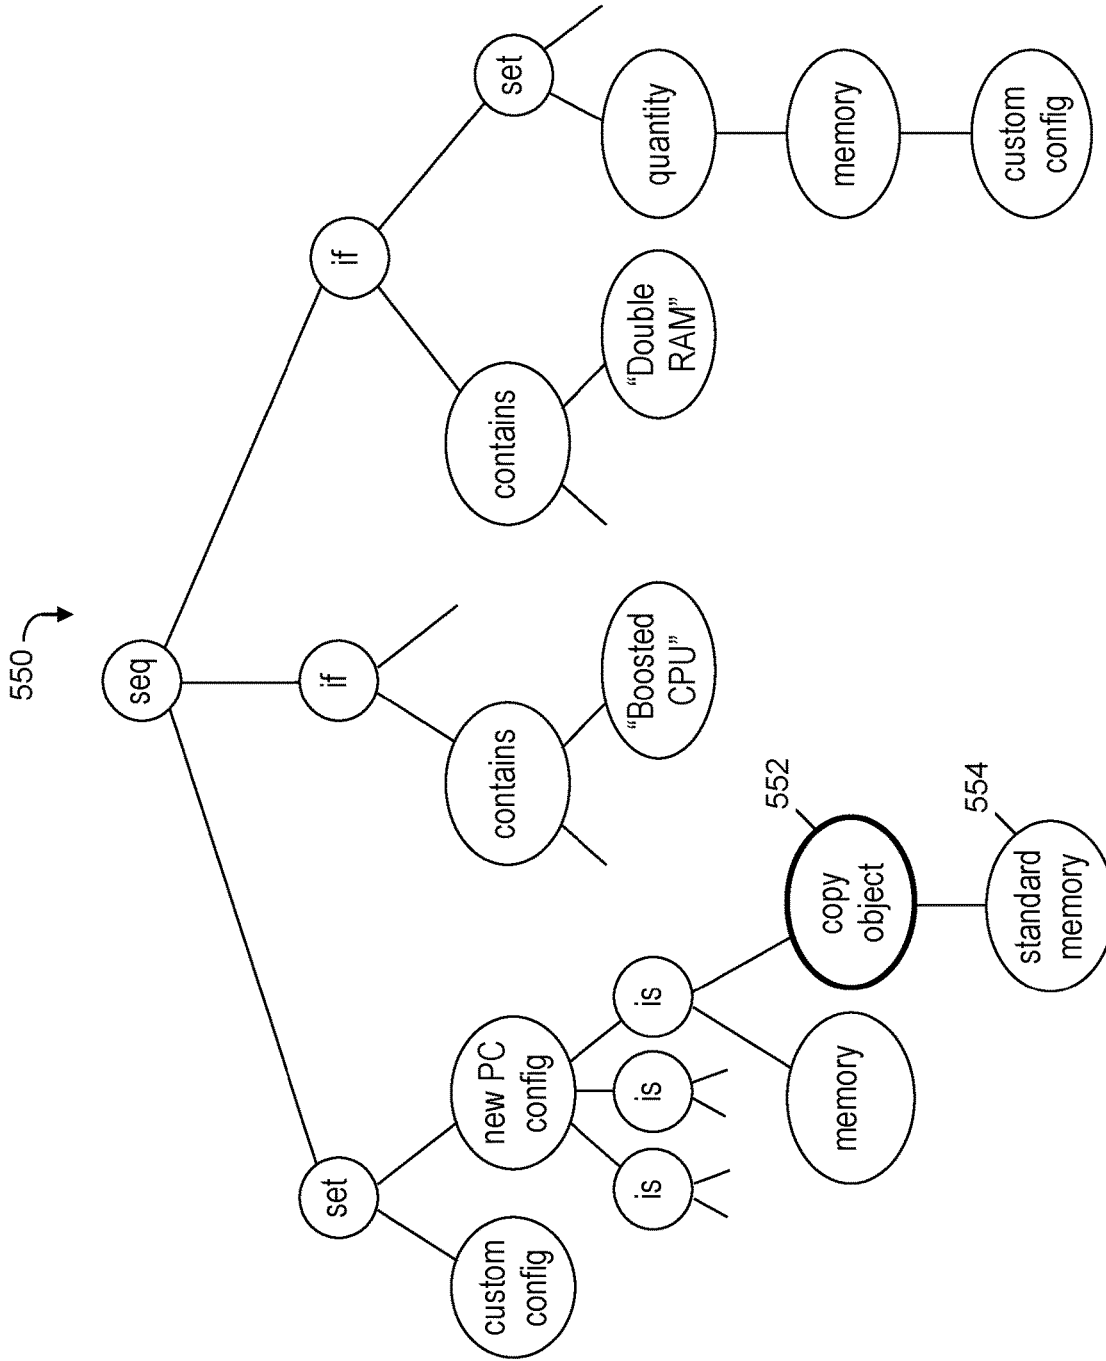 550
seq
set
if
if
custom
config
new PC
config
contains
contains
set
is
is
is
"Boosted
CPU"
"Double
RAM"
quantity
memory
copy
object
552
memory
standard
memory
554
custom
config